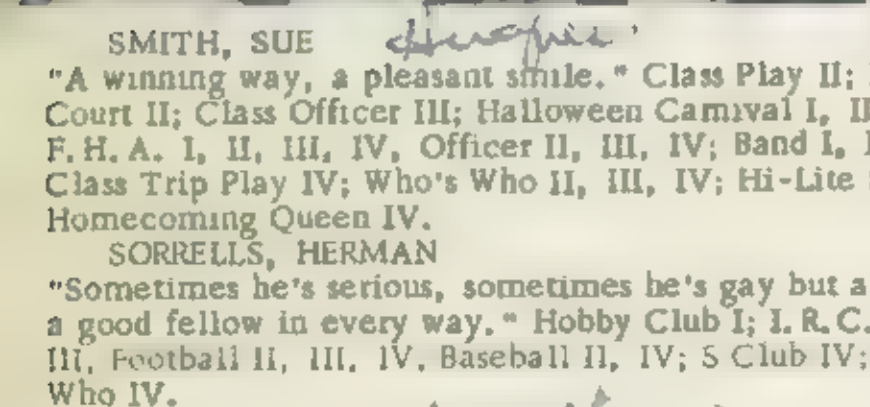 SMITH, SUE
"A winning way, a pleasant smile." Class Play II;
Court II; Class Officer III; Halloween Carnival I,
F.H.A. I, II, III, IV, Officer II, III, IV; Band I,
Class Trip Play IV; Who's Who II, III, IV; Hi-Lite
Homecoming Queen IV.
SORRELLS, HERMAN
"Sometimes he's serious, sometimes he's gay but a
a good fellow in every way." Hobby Club I; I.R.C.
III, Football II, III, IV, Baseball II, IV; S Club IV;
Who IV.